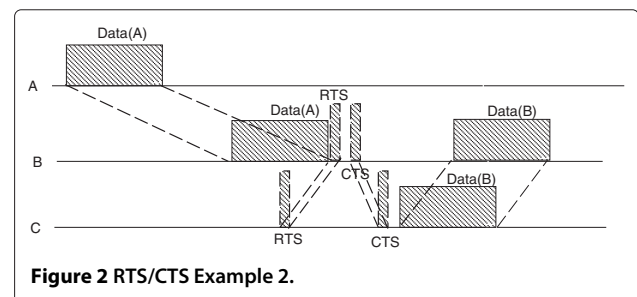 Data(A)
A
Data(A)
RTS
Data(B)
B
CTS
Data(B)
C
RTS
CTS
Figure 2 RTS/CTS Example 2.